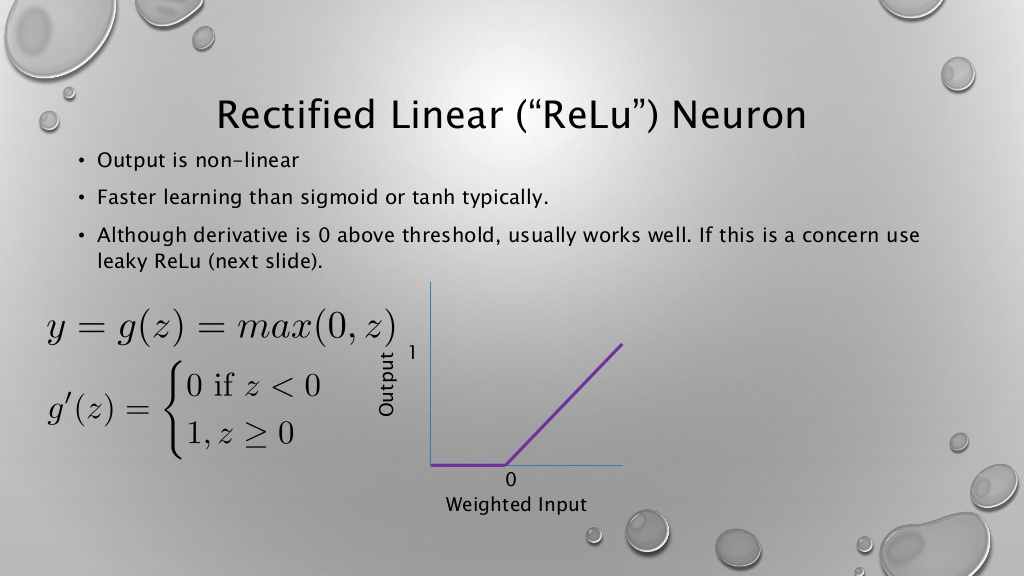 Rectified Linear (“ReLu”) Neuron
• Output is non-linear
• Faster learning than sigmoid or tanh typically.
• Although derivative is 0 above threshold, usually works well. If this is a concern use
leaky ReLu (next slide).
y = g(z) = max(0, z)
g′(z) = {0 if z < 0
1, z ≥ 0
Output
1
0
Weighted Input